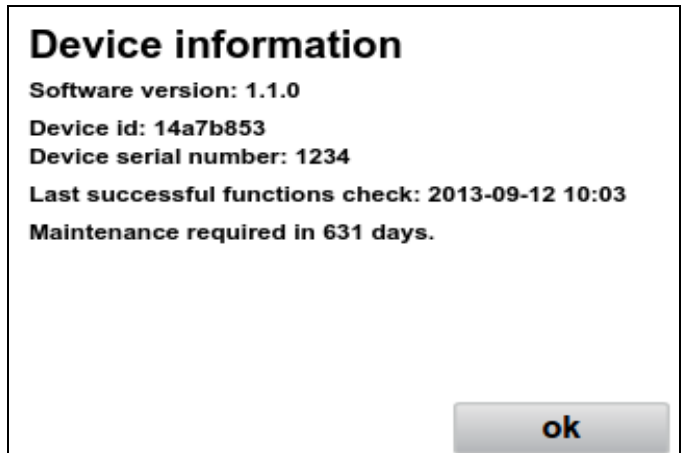 Device information
Software version: 1.1.0
Device id: 14a7b853
Device serial number: 1234
Last successful functions check: 2013-09-12 10:03
Maintenance required in 631 days.
ok